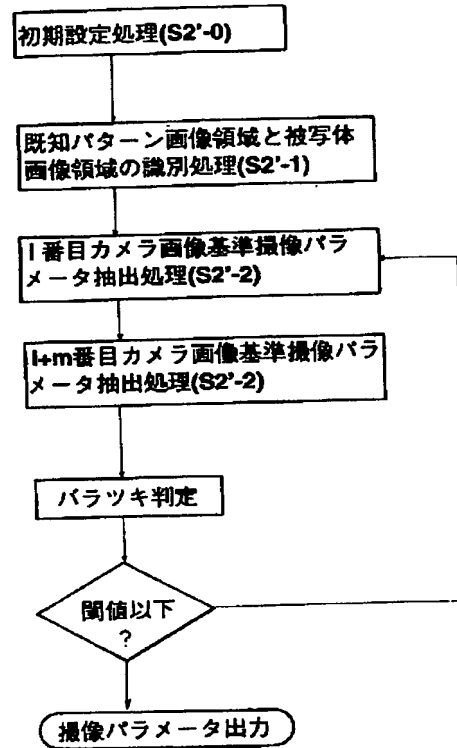 初期設定処理(S2'-0)
既知パターン画像領域と被写体
画像領域の識別処理(S2'-1)
l番目カメラ画像基準撮像パラ
メータ抽出処理(S2'-2)
l+m番目カメラ画像基準撮像パラ
メータ抽出処理(S2'-2)
バラツキ判定
閾値以下
?
撮像パラメータ出力